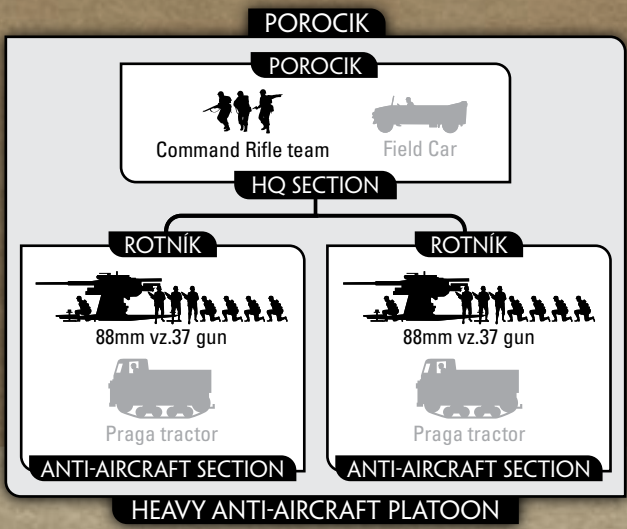 POROCIK
POROCIK
Command Rifle team
Field Car
HQ SECTION
ROTNÍK
ROTNÍK
88mm vz.37 gun
88mm vz.37 gun
Praga tractor
Praga tractor
ANTI-AIRCRAFT SECTION
ANTI-AIRCRAFT SECTION
HEAVY ANTI-AIRCRAFT PLATOON